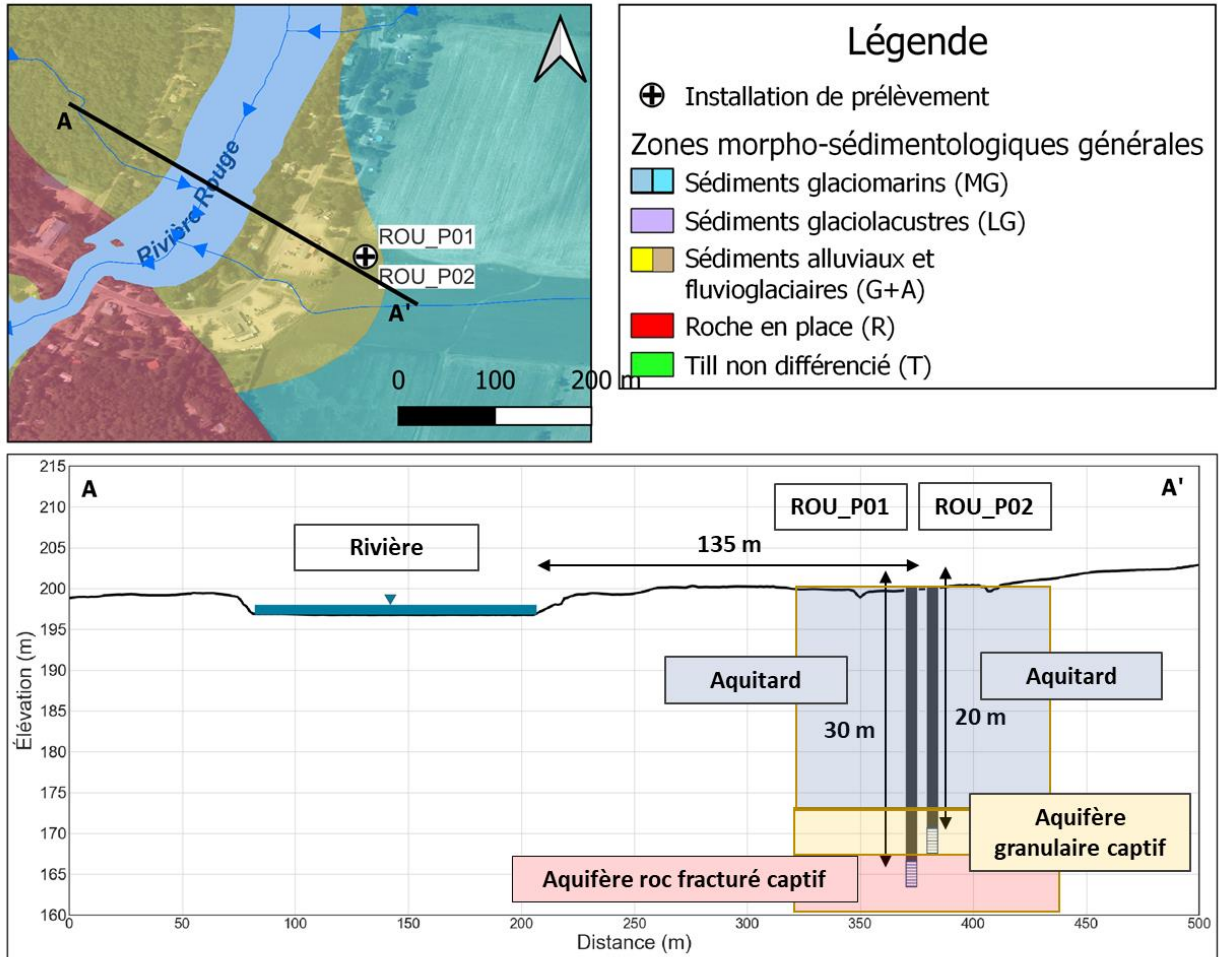 A
Rivière Rouge
ROU_P01
ROU_P02
A'
0 100 200 m
Légende
Installation de prélèvement
Zones morpho-sédimentologiques générales
Sédiments glaciomarins (MG)
Sédiments glaciolacustres (LG)
Sédiments alluviaux et
fluvioglaciaires (G+A)
Roche en place (R)
Till non différencié (T)
A
A'
ROU_P01
ROU_P02
Rivière
135 m
Aquitard
Aquitard
30 m
20 m
Aquifère
granulaire captif
Aquifère roc fracturé captif
Élévation (m)
215
210
205
200
195
190
185
180
175
170
165
160
0 50 100 150 200 250 300 350 400 450 500
Distance (m)